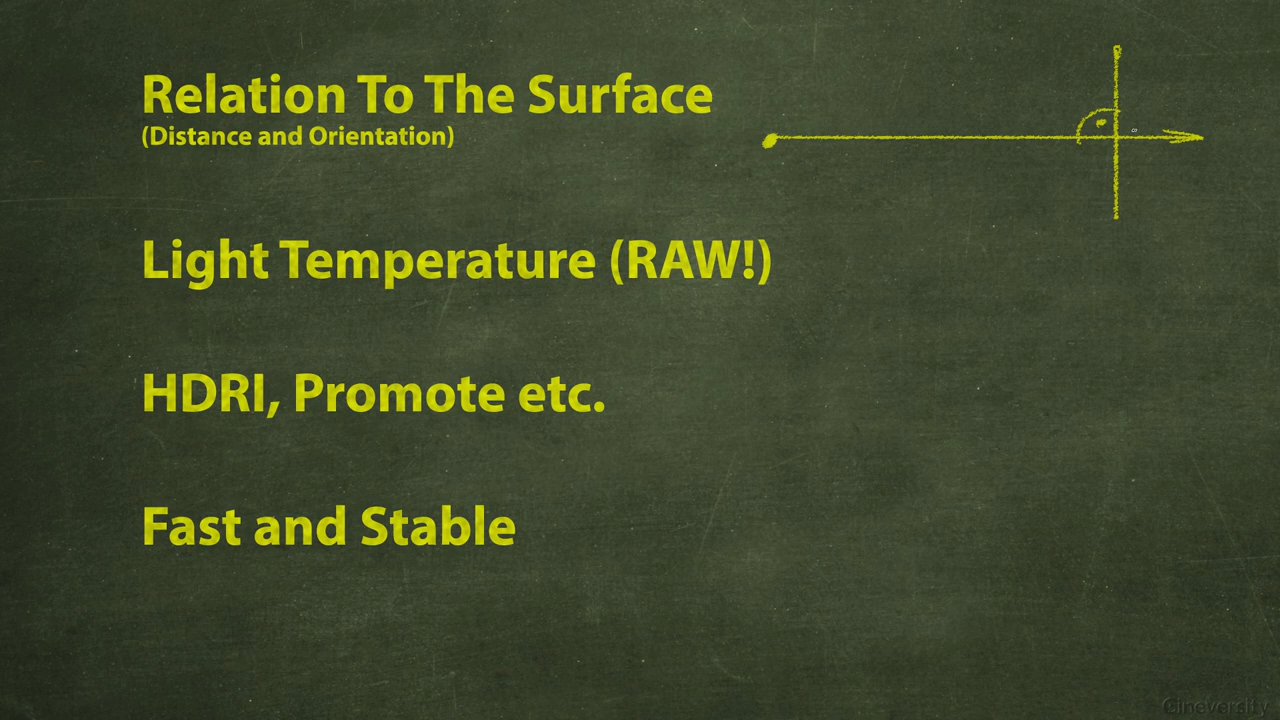 Relation To The Surface
(Distance and Orientation)
Light Temperature (RAW!)
HDRI, Promote etc.
Fast and Stable
Cineversity